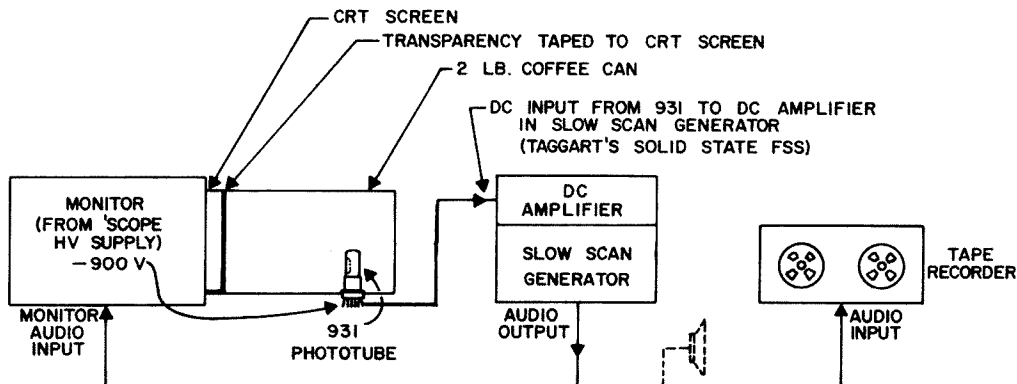 CRT SCREEN
TRANSPARENCY TAPED TO CRT SCREEN
2 LB. COFFEE CAN
DC INPUT FROM 931 TO DC AMPLIFIER
IN SLOW SCAN GENERATOR
(TAGGART'S SOLID STATE FSS)
MONITOR
(FROM 'SCOPE
HV SUPPLY)
-900 V
MONITOR
AUDIO
INPUT
931
PHOTOTUBE
DC
AMPLIFIER
SLOW SCAN
GENERATOR
AUDIO
OUTPUT
TAPE
RECORDER
AUDIO
INPUT